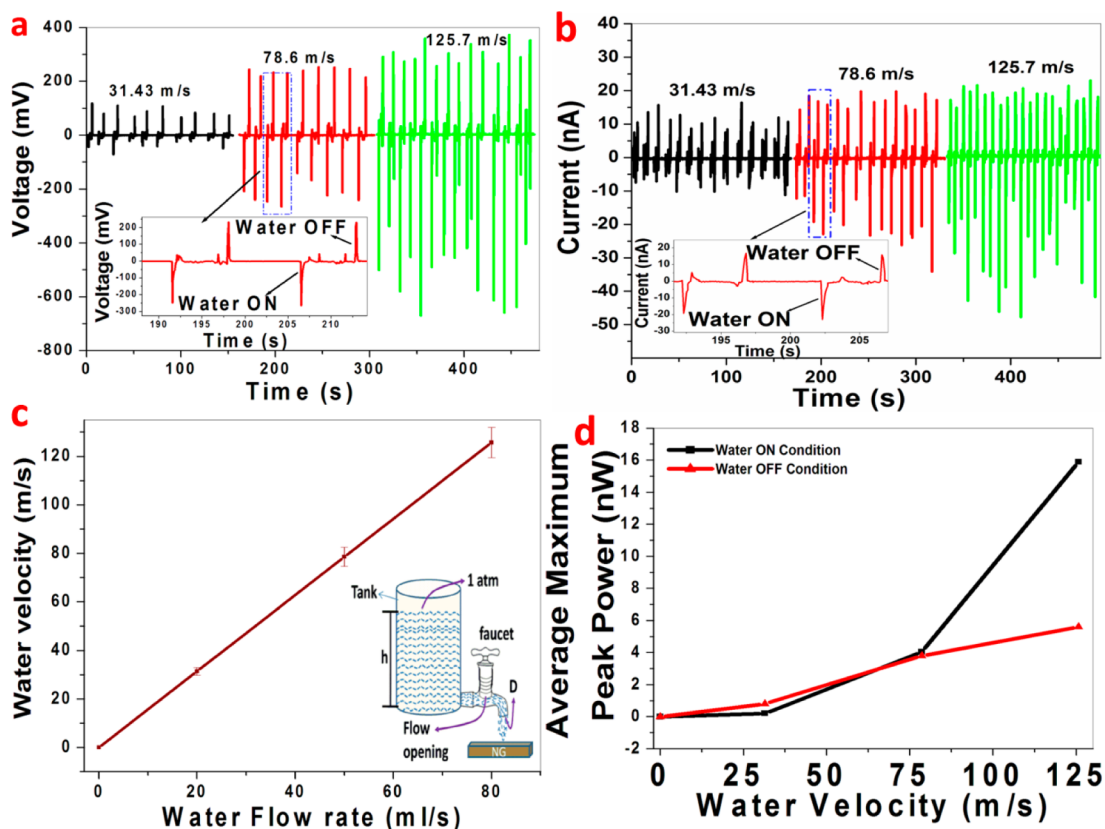 a
Voltage (mV)
400
200
0
-200
-400
-600
-800
31.43 m/s
78.6 m/s
125.7 m/s
Voltage (mV)
200
100
0
-100
-200
-300
Water OFF
Water ON
190 195 200 205 210
Time (s)
0 100 200 300 400
Time (s)
b
Current (nA)
40
30
20
10
0
-10
-20
-30
-40
-50
31.43 m/s
78.6 m/s
125.7 m/s
Current (nA)
20
10
0
-10
-20
-30
Water OFF
Water ON
195 200 205
Time (s)
0 100 200 300 400
Time (s)
c
Water velocity (m/s)
120
100
80
60
40
20
0
1 atm
Tank
faucet
h
D
Flow
opening
NG
0 20 40 60 80
Water Flow rate (ml/s)
d
Average Maximum
Peak Power (nW)
18
16
14
12
10
8
6
4
2
0
-2
Water ON Condition
Water OFF Condition
0 25 50 75 100 125
Water Velocity (m/s)